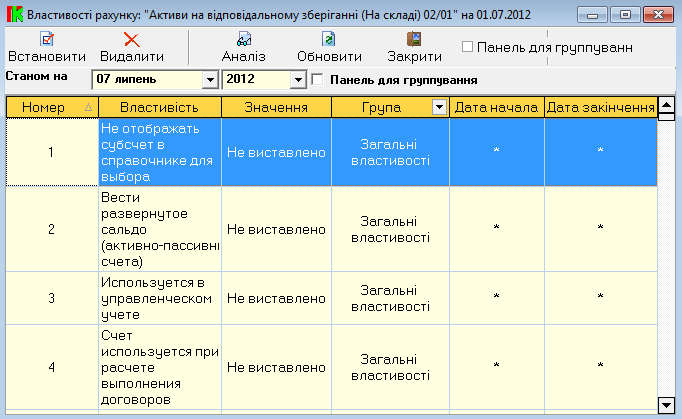 Властивості рахунку: "Активи на відповідальному зберіганні (На складі) 02/01" на 01.07.2012
Встановити Видалити Аналіз Обновити Закрити Панель для группуванн
Станом на 07 липень 2012 Панель для группування
Номер Властивість Значення Група Дата начала Дата закінчення
1 Не отображать субсчет в справочнике для выбора Не виставлено Загальні властивості * *
2 Вести развернутое сальдо (активно-пассивни счета) Не виставлено Загальні властивості * *
3 Используется в управленческом учете Не виставлено Загальні властивості * *
4 Счет используется при расчете выполнения договоров Не виставлено Загальні властивості * *